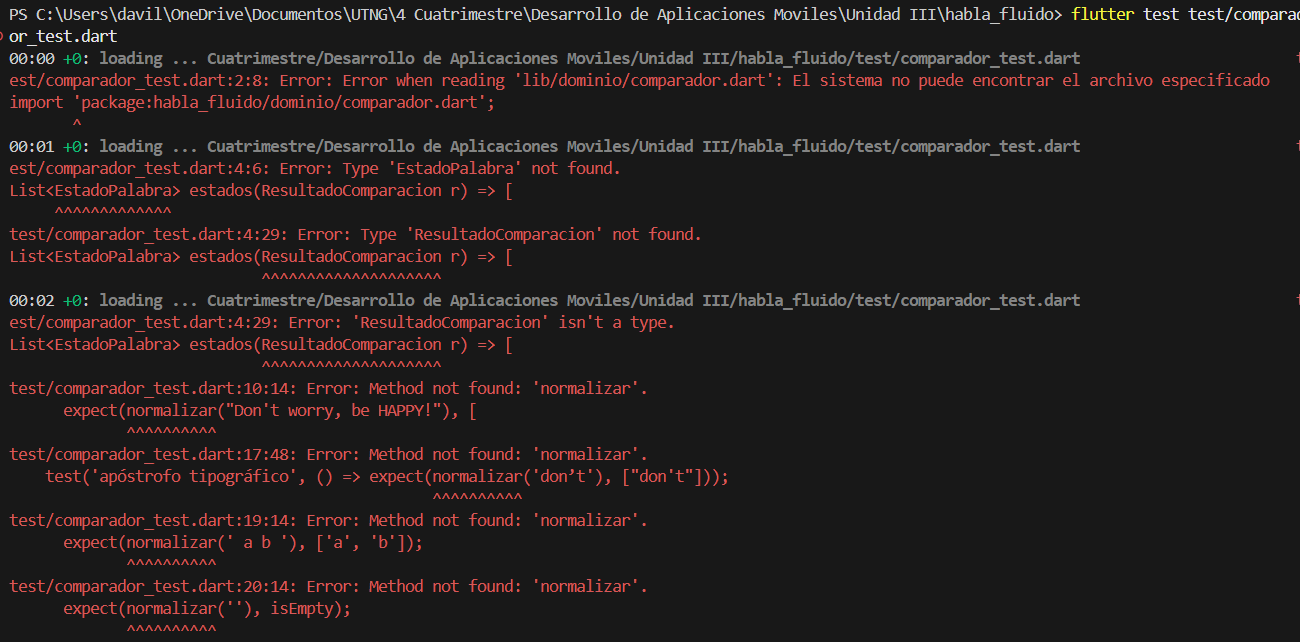 PS C:\Users\davil\OneDrive\Documentos\UTNG\4 Cuatrimestre\Desarrollo de Aplicaciones Moviles\Unidad III\habla_fluido> flutter test test/comparad
or_test.dart
00:00 +0: loading ... Cuatrimestre/Desarrollo de Aplicaciones Moviles/Unidad III/habla_fluido/test/comparador_test.dart t
est/comparador_test.dart:2:8: Error: Error when reading 'lib/dominio/comparador.dart': El sistema no puede encontrar el archivo especificado
import 'package:habla_fluido/dominio/comparador.dart';
^
00:01 +0: loading ... Cuatrimestre/Desarrollo de Aplicaciones Moviles/Unidad III/habla_fluido/test/comparador_test.dart t
est/comparador_test.dart:4:6: Error: Type 'EstadoPalabra' not found.
List<EstadoPalabra> estados(ResultadoComparacion r) => [
^^^^^^^^^^^^^
test/comparador_test.dart:4:29: Error: Type 'ResultadoComparacion' not found.
List<EstadoPalabra> estados(ResultadoComparacion r) => [
^^^^^^^^^^^^^^^^^^^^
00:02 +0: loading ... Cuatrimestre/Desarrollo de Aplicaciones Moviles/Unidad III/habla_fluido/test/comparador_test.dart t
est/comparador_test.dart:4:29: Error: 'ResultadoComparacion' isn't a type.
List<EstadoPalabra> estados(ResultadoComparacion r) => [
^^^^^^^^^^^^^^^^^^^^
test/comparador_test.dart:10:14: Error: Method not found: 'normalizar'.
expect(normalizar("Don't worry, be HAPPY!"), [
^^^^^^^^^^
test/comparador_test.dart:17:48: Error: Method not found: 'normalizar'.
test('apóstrofo tipográfico', () => expect(normalizar('don’t'), ["don't"]));
^^^^^^^^^^
test/comparador_test.dart:19:14: Error: Method not found: 'normalizar'.
expect(normalizar(' a b '), ['a', 'b']);
^^^^^^^^^^
test/comparador_test.dart:20:14: Error: Method not found: 'normalizar'.
expect(normalizar(''), isEmpty);
^^^^^^^^^^